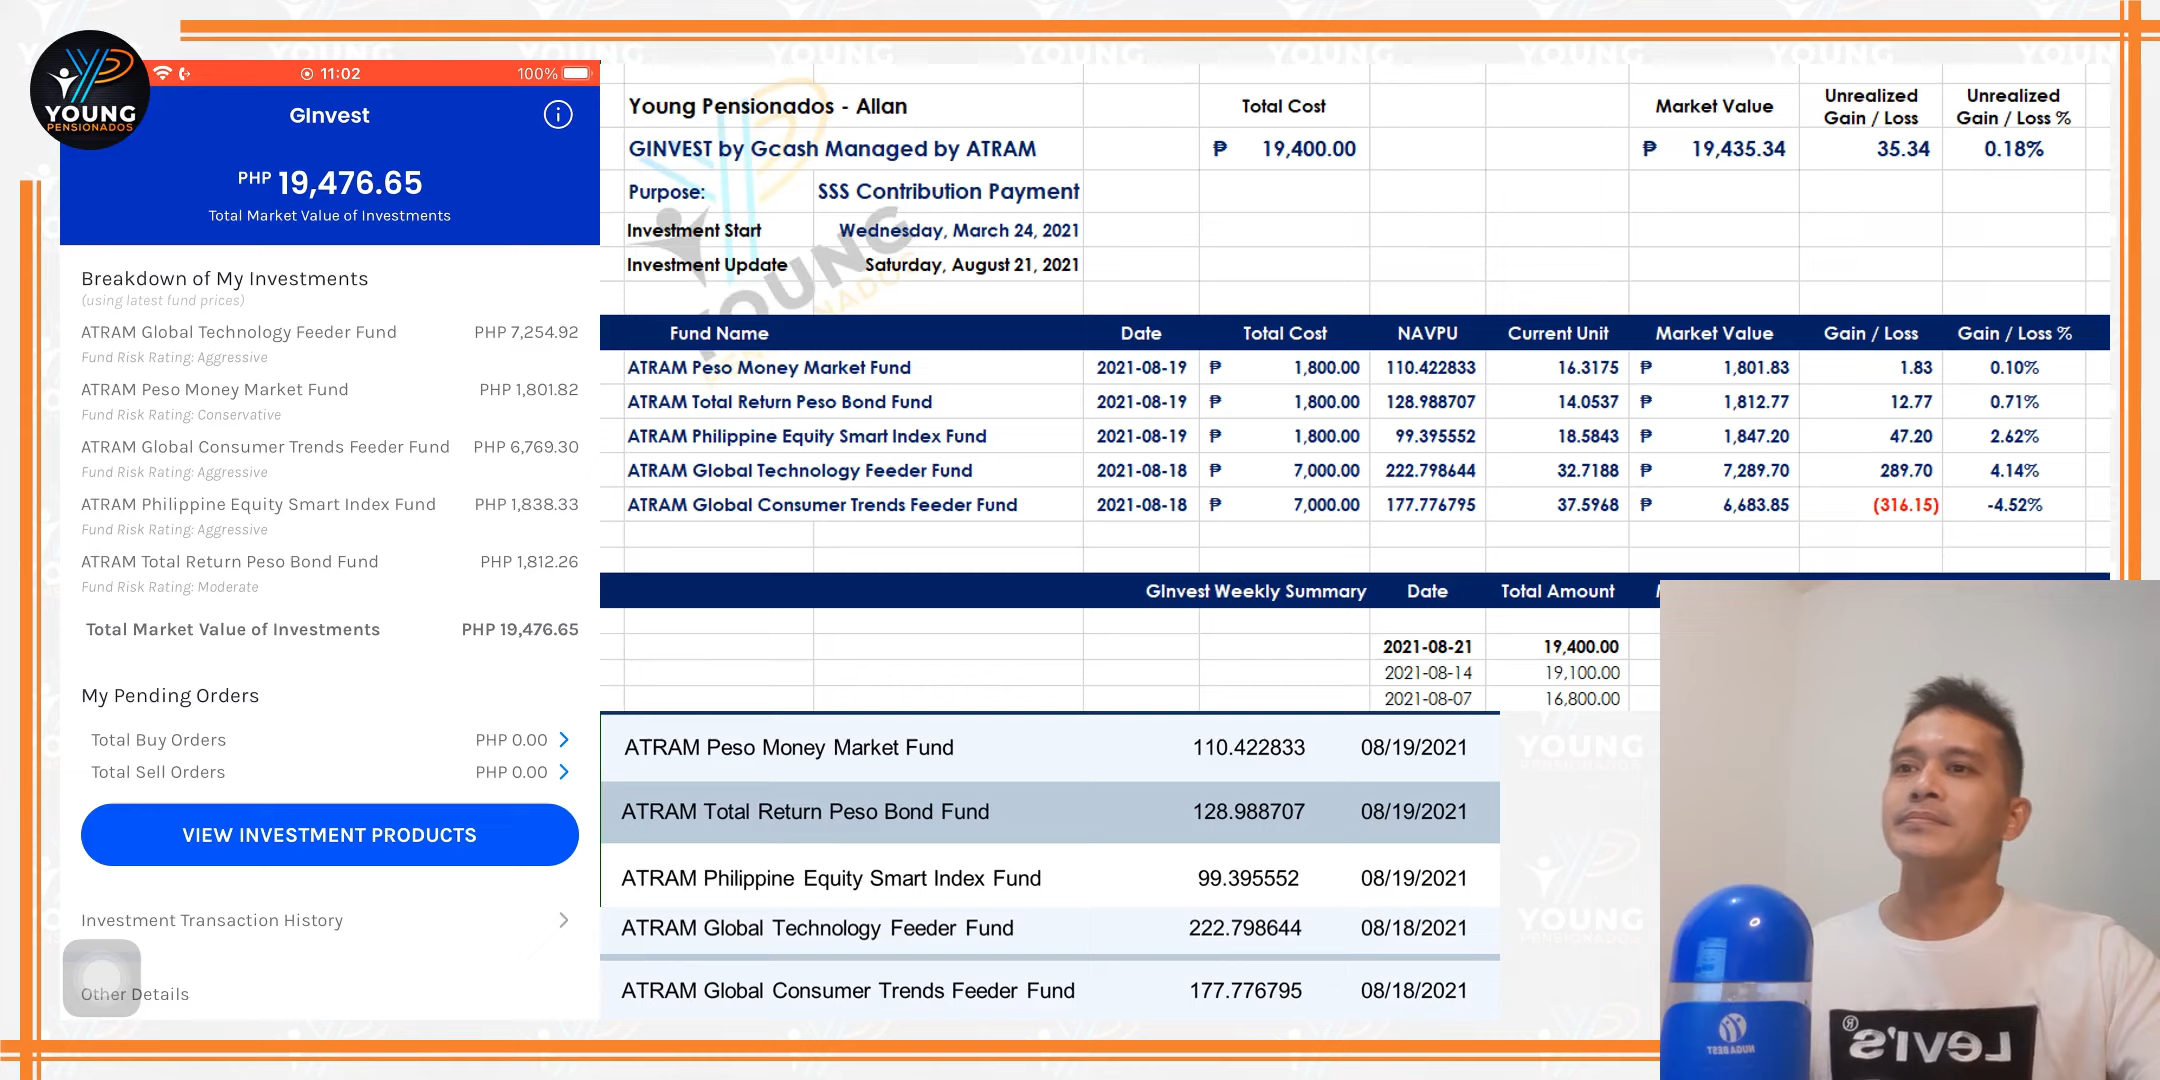 YOUNG
PENSIONADOS
11:02
100%
GInvest
PHP 19,476.65
Total Market Value of Investments
Breakdown of My Investments
(using latest fund prices)
ATRAM Global Technology Feeder Fund PHP 7,254.92
Fund Risk Rating: Aggressive
ATRAM Peso Money Market Fund PHP 1,801.82
Fund Risk Rating: Conservative
ATRAM Global Consumer Trends Feeder Fund PHP 6,769.30
Fund Risk Rating: Aggressive
ATRAM Philippine Equity Smart Index Fund PHP 1,838.33
Fund Risk Rating: Aggressive
ATRAM Total Return Peso Bond Fund PHP 1,812.26
Fund Risk Rating: Moderate
Total Market Value of Investments PHP 19,476.65
My Pending Orders
Total Buy Orders PHP 0.00
Total Sell Orders PHP 0.00
VIEW INVESTMENT PRODUCTS
Investment Transaction History
Other Details
Young Pensionados - Allan Total Cost Market Value Unrealized Gain / Loss Unrealized Gain / Loss %
GINVEST by Gcash Managed by ATRAM ₱ 19,400.00 ₱ 19,435.34 35.34 0.18%
Purpose: SSS Contribution Payment
Investment Start Wednesday, March 24, 2021
Investment Update Saturday, August 21, 2021
Fund Name Date Total Cost NAVPU Current Unit Market Value Gain / Loss Gain / Loss %
ATRAM Peso Money Market Fund 2021-08-19 ₱ 1,800.00 110.422833 16.3175 ₱ 1,801.83 1.83 0.10%
ATRAM Total Return Peso Bond Fund 2021-08-19 ₱ 1,800.00 128.988707 14.0537 ₱ 1,812.77 12.77 0.71%
ATRAM Philippine Equity Smart Index Fund 2021-08-19 ₱ 1,800.00 99.395552 18.5843 ₱ 1,847.20 47.20 2.62%
ATRAM Global Technology Feeder Fund 2021-08-18 ₱ 7,000.00 222.798644 32.7188 ₱ 7,289.70 289.70 4.14%
ATRAM Global Consumer Trends Feeder Fund 2021-08-18 ₱ 7,000.00 177.776795 37.5968 ₱ 6,683.85 (316.15) -4.52%
GInvest Weekly Summary Date Total Amount
2021-08-21 19,400.00
2021-08-14 19,100.00
2021-08-07 16,800.00
ATRAM Peso Money Market Fund 110.422833 08/19/2021
ATRAM Total Return Peso Bond Fund 128.988707 08/19/2021
ATRAM Philippine Equity Smart Index Fund 99.395552 08/19/2021
ATRAM Global Technology Feeder Fund 222.798644 08/18/2021
ATRAM Global Consumer Trends Feeder Fund 177.776795 08/18/2021
YOUNG
PENSIONADOS
YOUNG
PENSIONADOS
NUGA BEST
Levi's®